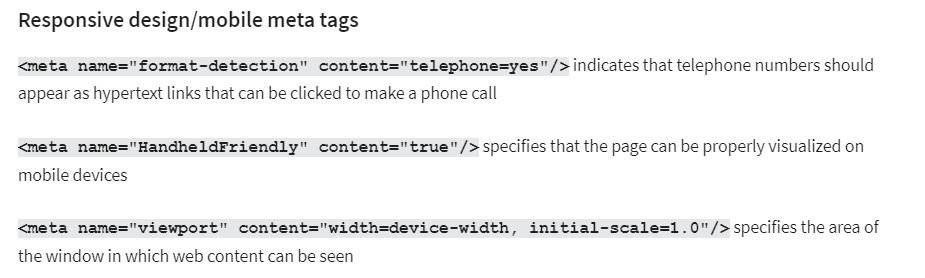 Responsive design/mobile meta tags
<meta name="format-detection" content="telephone=yes"/> indicates that telephone numbers should
appear as hypertext links that can be clicked to make a phone call
<meta name="HandheldFriendly" content="true"/> specifies that the page can be properly visualized on
mobile devices
<meta name="viewport" content="width=device-width, initial-scale=1.0"/> specifies the area of
the window in which web content can be seen